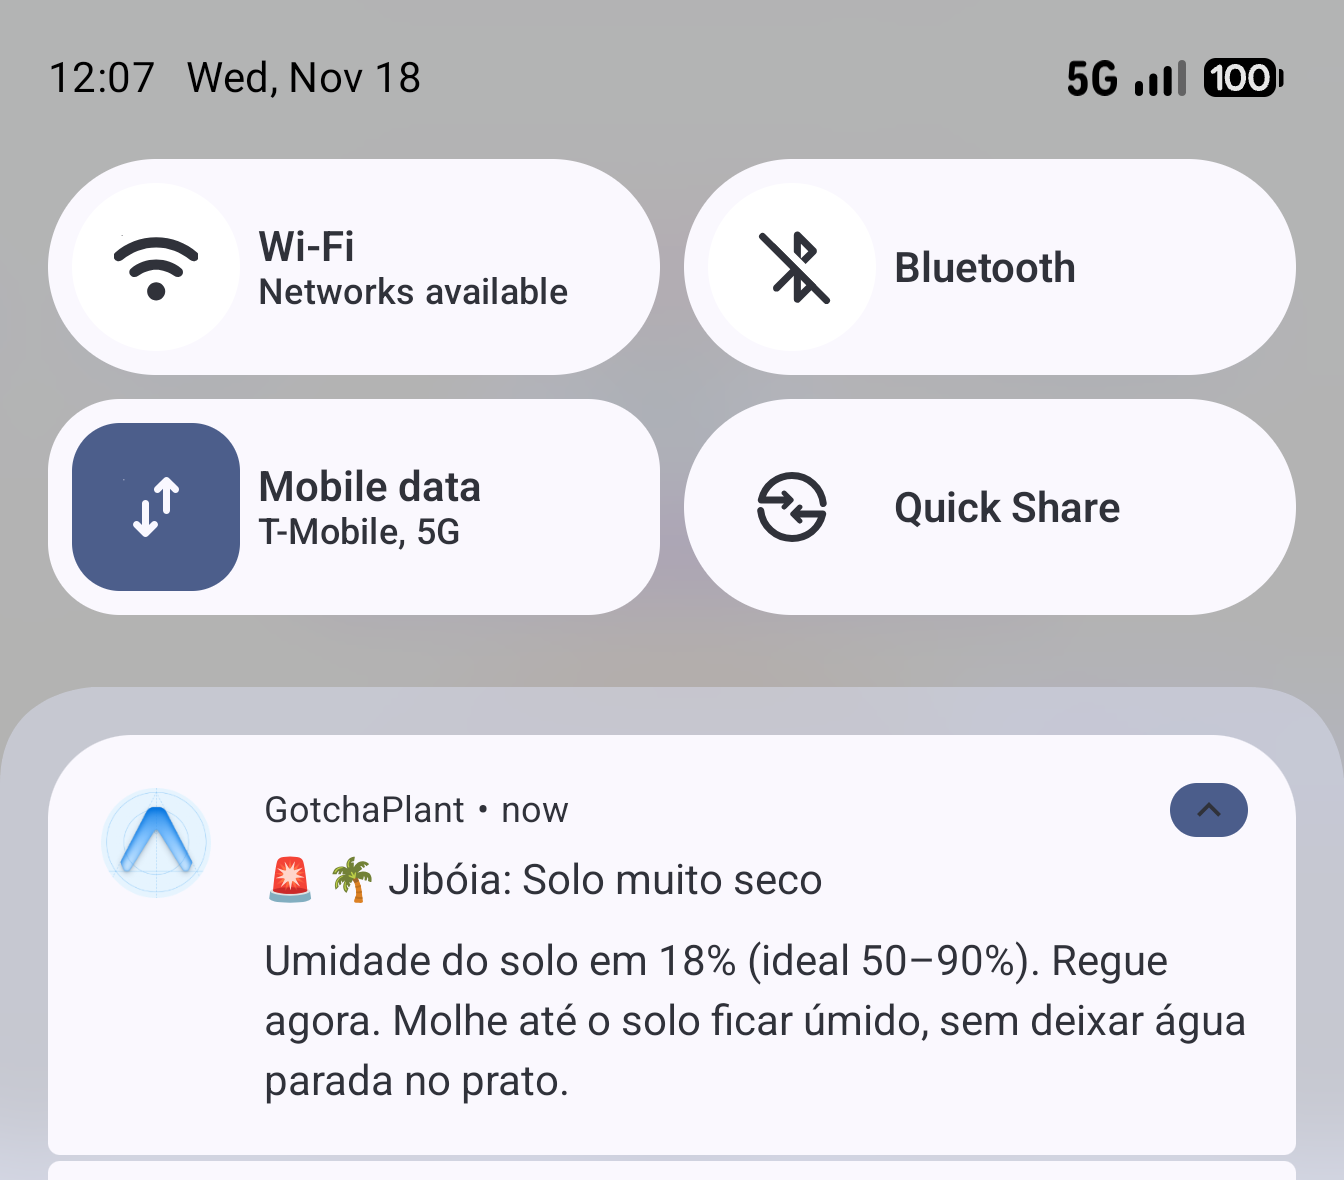 12:07 Wed, Nov 18
5G 100
Wi-Fi
Networks available
Bluetooth
Mobile data
T-Mobile, 5G
Quick Share
GotchaPlant • now
🚨 🌴 Jibóia: Solo muito seco
Umidade do solo em 18% (ideal 50–90%). Regue
agora. Molhe até o solo ficar úmido, sem deixar água
parada no prato.